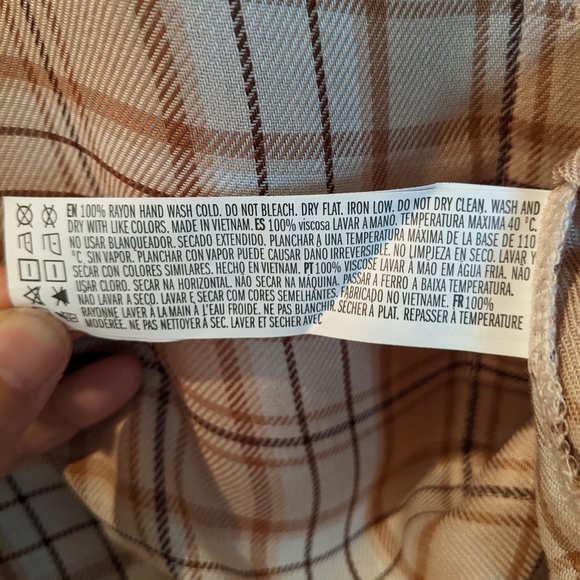 EN 100% RAYON HAND WASH COLD. DO NOT BLEACH. DRY FLAT. IRON LOW. DO NOT DRY CLEAN. WASH AND
DRY WITH LIKE COLORS. MADE IN VIETNAM. ES 100% viscosa LAVAR A MANO. TEMPERATURA MAXIMA 40 °C.
NO USAR BLANQUEADOR. SECADO EXTENDIDO. PLANCHAR A UNA TEMPERATURA MAXIMA DE LA BASE DE 110
°C, SIN VAPOR. PLANCHAR CON VAPOR PUEDE CAUSAR DAÑO IRREVERSIBLE. NO LIMPIEZA EN SECO. LAVAR Y
SECAR CON COLORES SIMILARES. HECHO EN VIETNAM. PT 100% VISCOSE LAVAR À MÃO EM ÁGUA FRIA. NÃO
USAR CLORO. SECAR NA HORIZONTAL. NÃO SECAR NA MÁQUINA. PASSAR A FERRO A BAIXA TEMPERATURA.
NÃO LAVAR A SECO. LAVAR E SECAR COM CORES SEMELHANTES. FABRICADO NO VIETNAME. FR 100%
RAYONNE. LAVER À LA MAIN À L'EAU FROIDE. NE PAS BLANCHIR. SÉCHER À PLAT. REPASSER À TEMPÉRATURE
MODÉRÉE. NE PAS NETTOYER À SEC. LAVER ET SÉCHER AVEC